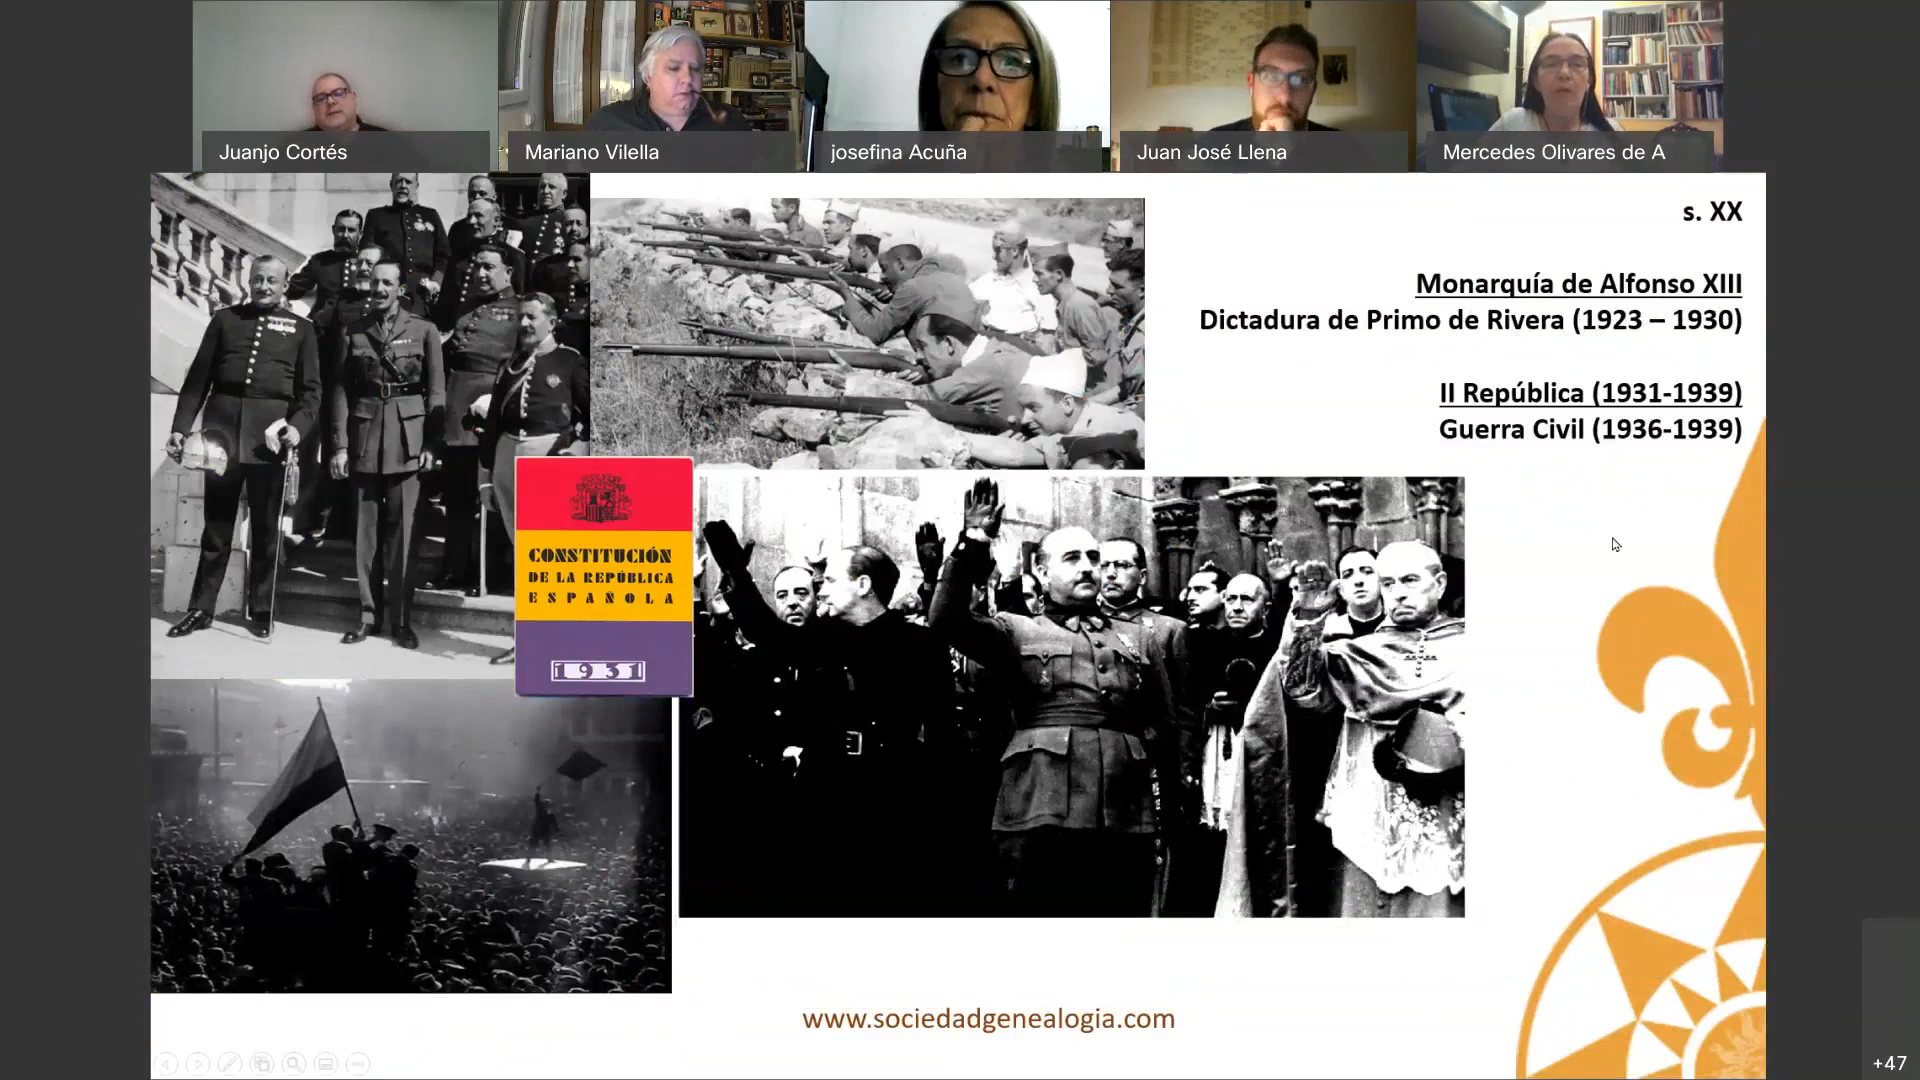 Juanjo Cortés
Mariano Vilella
josefina Acuña
Juan José Llena
Mercedes Olivares de A
s. XX
Monarquía de Alfonso XIII
Dictadura de Primo de Rivera (1923 – 1930)
II República (1931-1939)
Guerra Civil (1936-1939)
CONSTITUCIÓN
DE LA REPÚBLICA
ESPAÑOLA
1931
www.sociedadgenealogia.com
+47